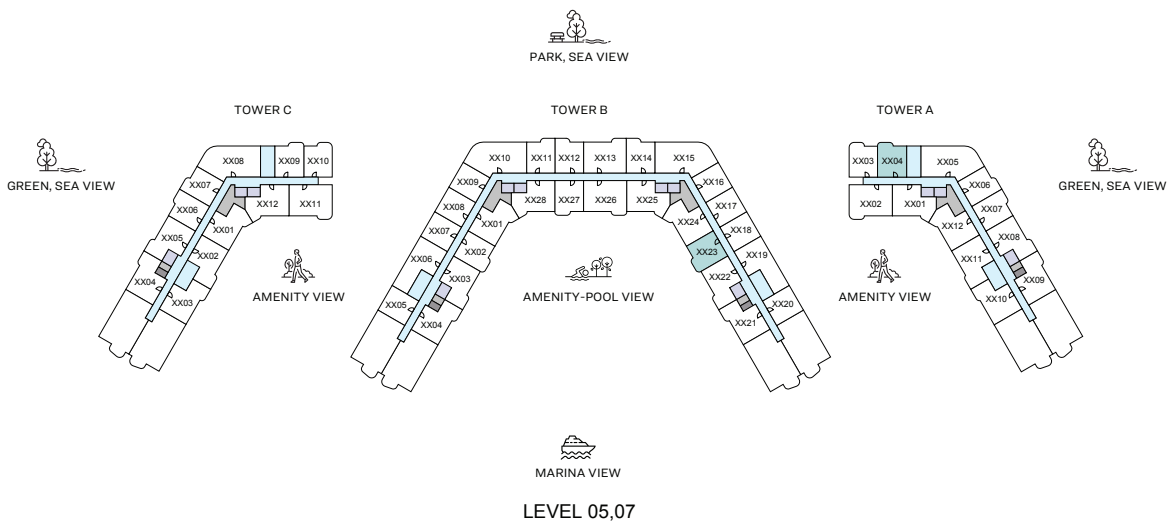 PARK, SEA VIEW
TOWER C
TOWER B
TOWER A
GREEN, SEA VIEW
GREEN, SEA VIEW
XX08
XX09
XX10
XX07
XX06
XX05
XX04
XX03
XX02
XX01
XX12
XX11
XX10
XX11
XX12
XX13
XX14
XX15
XX09
XX08
XX07
XX06
XX05
XX04
XX03
XX02
XX01
XX28
XX27
XX26
XX25
XX24
XX23
XX22
XX21
XX16
XX17
XX18
XX19
XX20
XX03
XX04
XX05
XX02
XX01
XX06
XX07
XX08
XX09
XX12
XX11
XX10
AMENITY VIEW
AMENITY-POOL VIEW
AMENITY VIEW
MARINA VIEW
LEVEL 05,07